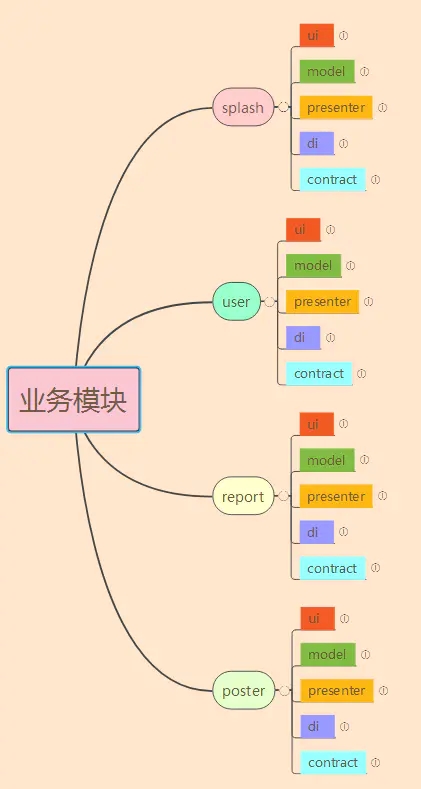 业务模块
splash
ui
model
presenter
di
contract
user
ui
model
presenter
di
contract
report
ui
model
presenter
di
contract
poster
ui
model
presenter
di
contract